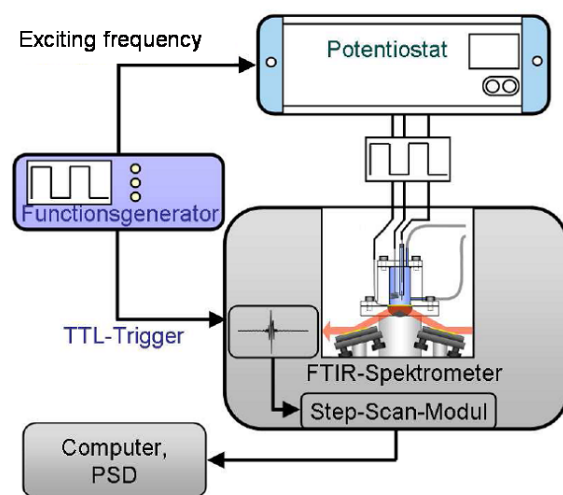 Exciting frequency
Potentiostat
Functionsgenerator
TTL-Trigger
FTIR-Spektrometer
Step-Scan-Modul
Computer,
PSD